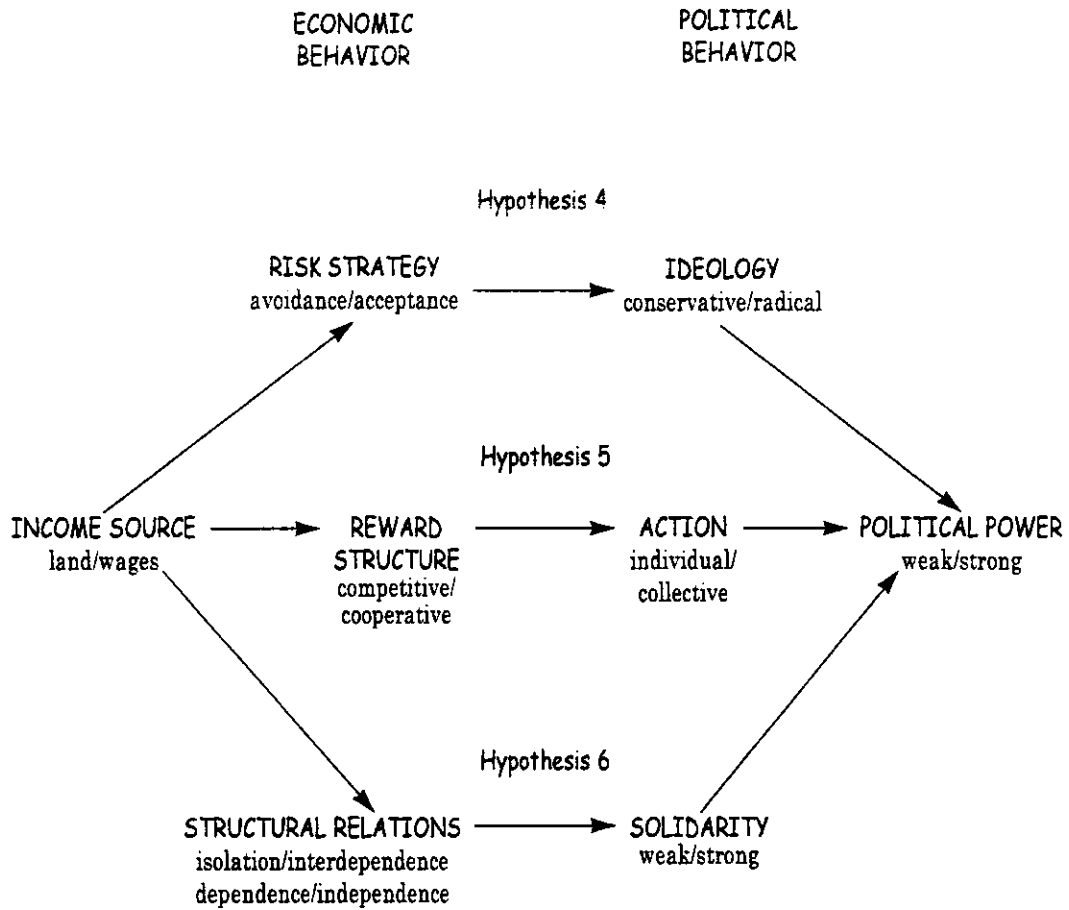 ECONOMIC
BEHAVIOR
POLITICAL
BEHAVIOR
Hypothesis 4
RISK STRATEGY
avoidance/acceptance
IDEOLOGY
conservative/radical
Hypothesis 5
INCOME SOURCE
land/wages
REWARD
STRUCTURE
competitive/
cooperative
ACTION
individual/
collective
POLITICAL POWER
weak/strong
Hypothesis 6
STRUCTURAL RELATIONS
isolation/interdependence
dependence/independence
SOLIDARITY
weak/strong